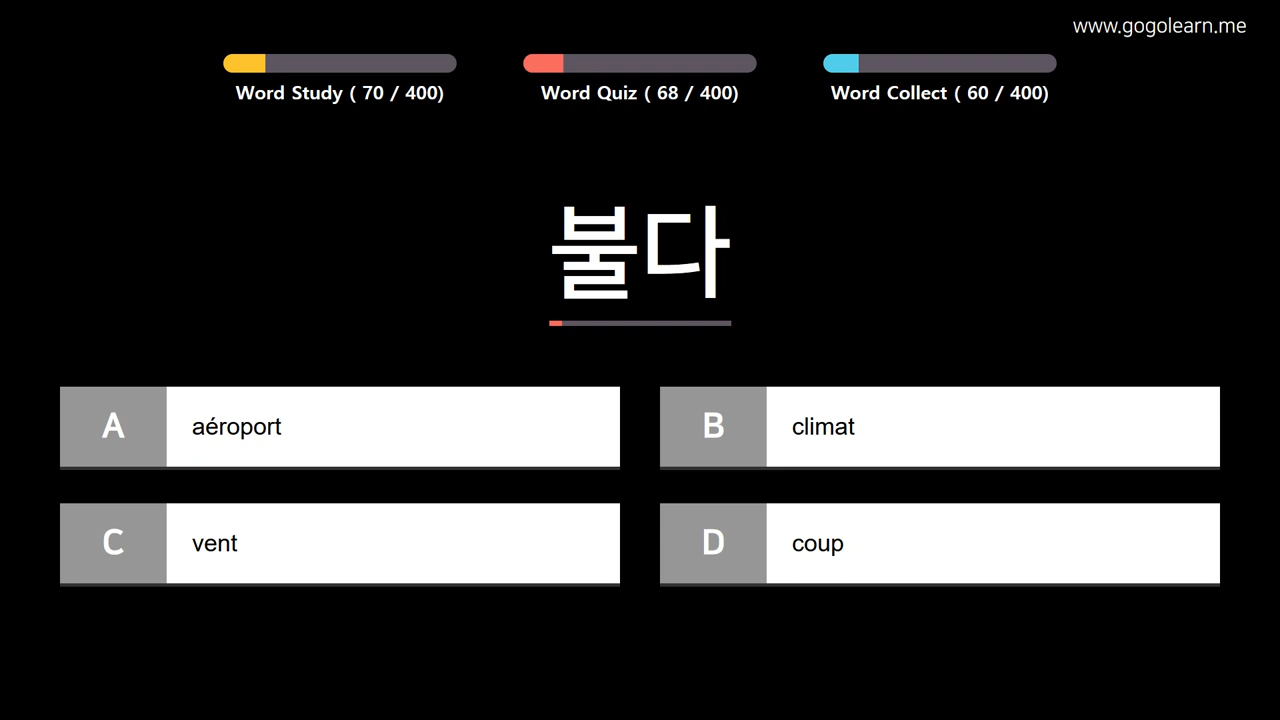 www.gogolearn.me
Word Study ( 70 / 400)
Word Quiz ( 68 / 400)
Word Collect ( 60 / 400)
불다
A aéroport
B climat
C vent
D coup